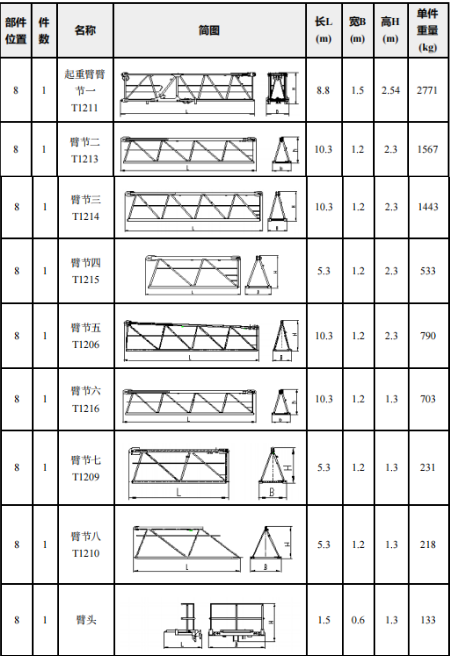 部件位置 件数 名称 简图 长L(m) 宽B(m) 高H(m) 单件重量(kg)
8 1 起重臂臂节一 T1211 L 8.8 1.5 2.54 2771
8 1 臂节二 T1213 L 10.3 1.2 2.3 1567
8 1 臂节三 T1214 L B 10.3 1.2 2.3 1443
8 1 臂节四 T1215 L B H 5.3 1.2 2.3 533
8 1 臂节五 T1206 L B H 10.3 1.2 2.3 790
8 1 臂节六 T1216 L 10.3 1.2 1.3 703
8 1 臂节七 T1209 L B H 5.3 1.2 1.3 231
8 1 臂节八 T1210 L B H 5.3 1.2 1.3 218
8 1 臂头 L B H 1.5 0.6 1.3 133